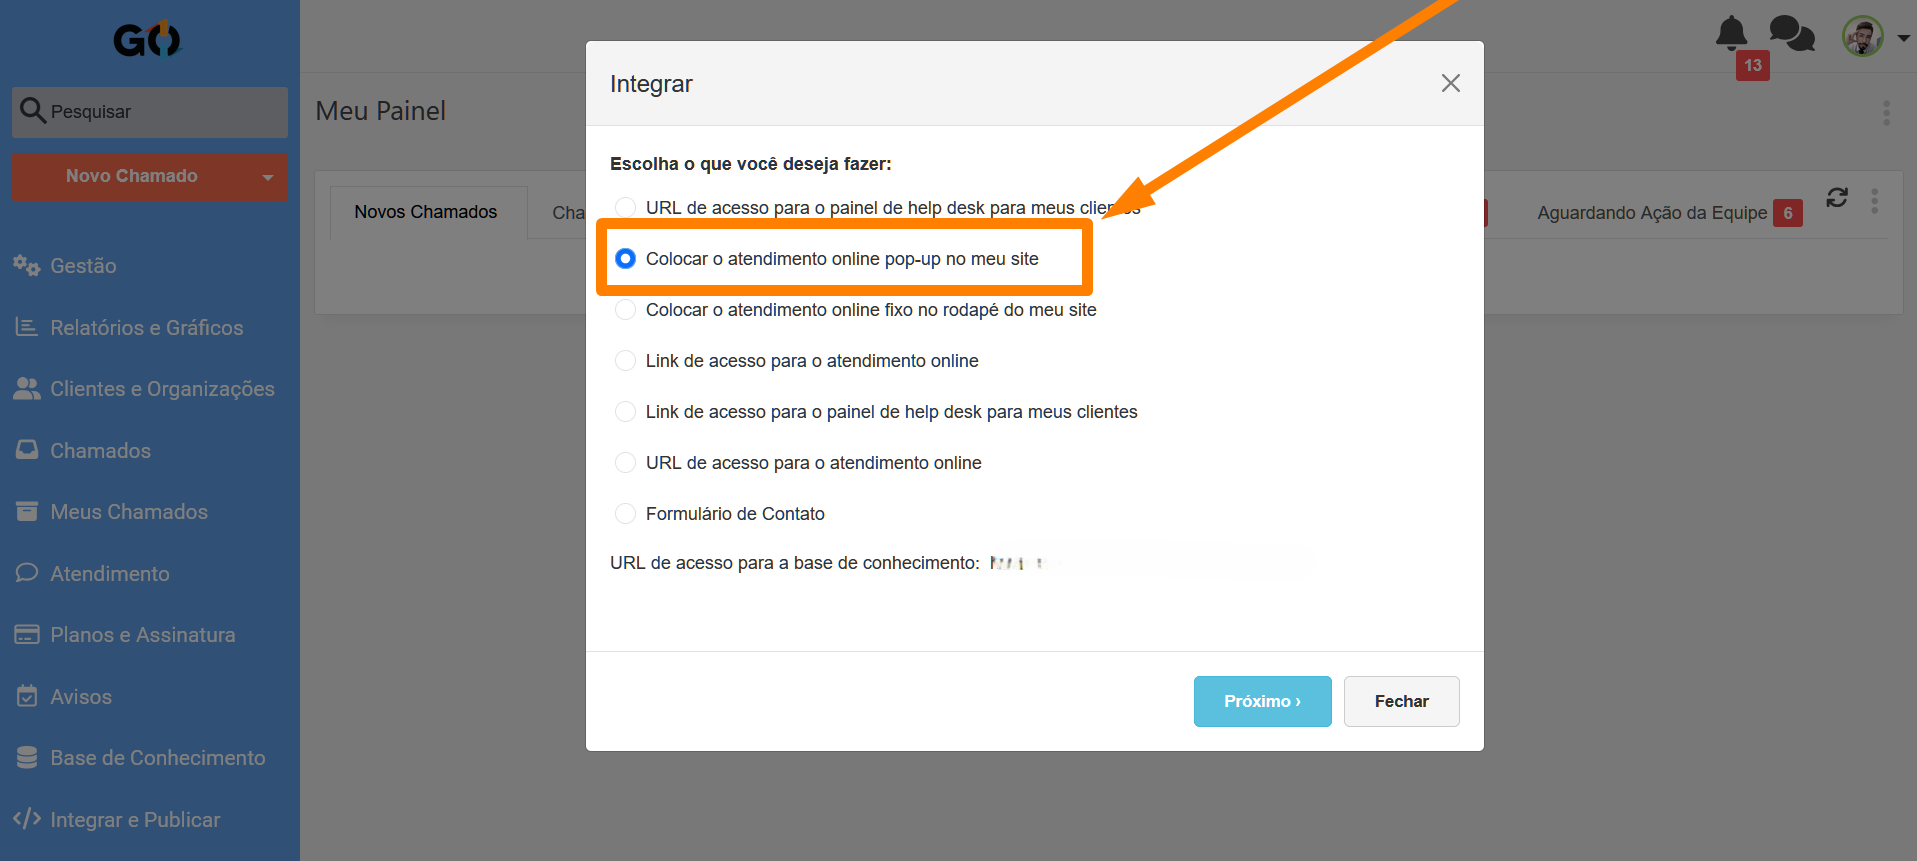 GO
Pesquisar
Novo Chamado
Gestão
Relatórios e Gráficos
Clientes e Organizações
Chamados
Meus Chamados
Atendimento
Planos e Assinatura
Avisos
Base de Conhecimento
Integrar e Publicar
13
Meu Painel
Novos Chamados
Cha
Aguardando Ação da Equipe 6
Integrar
Escolha o que você deseja fazer:
URL de acesso para o painel de help desk para meus clientes
Colocar o atendimento online pop-up no meu site
Colocar o atendimento online fixo no rodapé do meu site
Link de acesso para o atendimento online
Link de acesso para o painel de help desk para meus clientes
URL de acesso para o atendimento online
Formulário de Contato
URL de acesso para a base de conhecimento:
Próximo ›
Fechar